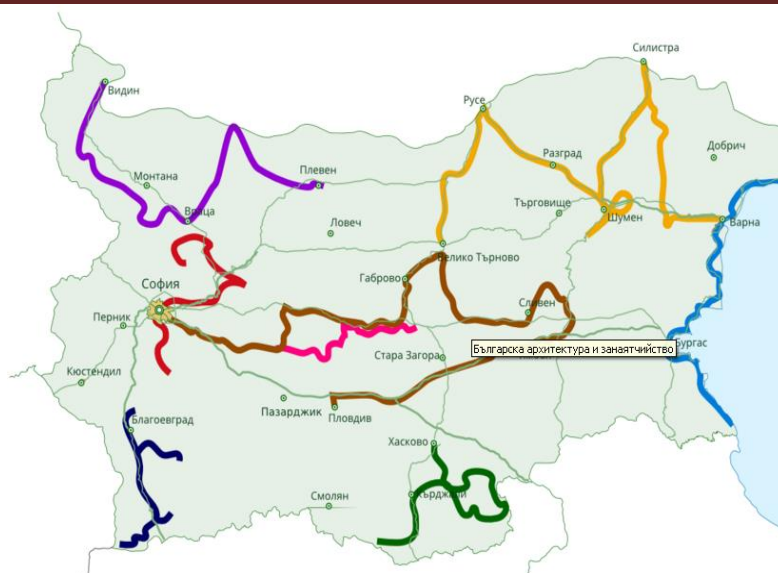 Силистра
Видин
Русе
Добрич
Разград
Плевен
Монтана
Търговище
Шумен
Враца
Варна
Ловеч
Велико Търново
Габрово
София
Сливен
Перник
Българска архитектура и занаятчийство
Бургас
Стара Загора
Кюстендил
Пазарджик
Пловдив
Благоевград
Хасково
Кърджали
Смолян